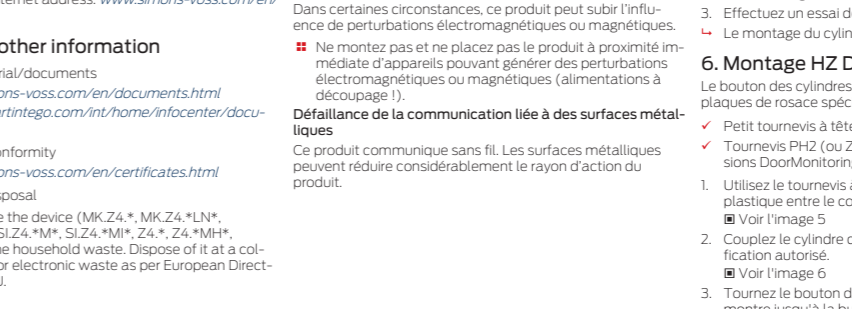 ternet address: www.simons-voss.com/en/
other information
rial/documents
ons-voss.com/en/documents.html
artintego.com/int/home/infocenter/docu-
onformity
ons-voss.com/en/certificates.html
sposal
e the device (MK.Z4.*, MK.Z4.*LN*,
SI.Z4.*M*, SI.Z4.*MI*, Z4.*, Z4.*MH*,
he household waste. Dispose of it at a col-
or electronic waste as per European Direct-
U.
Dans certaines circonstances, ce produit peut subir l'influ-
ence de perturbations électromagnétiques ou magnétiques.
Ne montez pas et ne placez pas le produit à proximité im-
médiate d'appareils pouvant générer des perturbations
électromagnétiques ou magnétiques (alimentations à
découpage !).
Défaillance de la communication liée à des surfaces métal-
liques
Ce produit communique sans fil. Les surfaces métalliques
peuvent réduire considérablement le rayon d'action du
produit.
3. Effectuez un essai d
Le montage du cylin
6. Montage HZ D
Le bouton des cylindres
plaques de rosace spéc
Petit tournevis à tête
Tournevis PH2 (ou Z
sions DoorMonitoring
1. Utilisez le tournevis à
plastique entre le co
Voir l'image 5
2. Couplez le cylindre c
fication autorisé.
Voir l'image 6
3. Tournez le bouton d
montre jusqu'à la bu